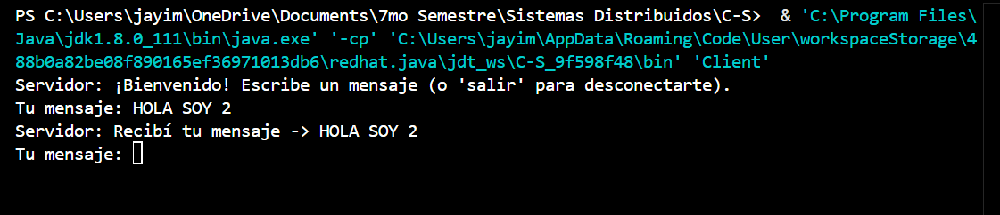 PS C:\Users\jayim\OneDrive\Documents\7mo Semestre\Sistemas Distribuidos\C-S>  & 'C:\Program Files\
Java\jdk1.8.0_111\bin\java.exe' '-cp' 'C:\Users\jayim\AppData\Roaming\Code\User\workspaceStorage\4
88b0a82be08f890165ef36971013db6\redhat.java\jdt_ws\C-S_9f598f48\bin' 'Client'
Servidor: ¡Bienvenido! Escribe un mensaje (o 'salir' para desconectarte).
Tu mensaje: HOLA SOY 2
Servidor: Recibí tu mensaje -> HOLA SOY 2
Tu mensaje: